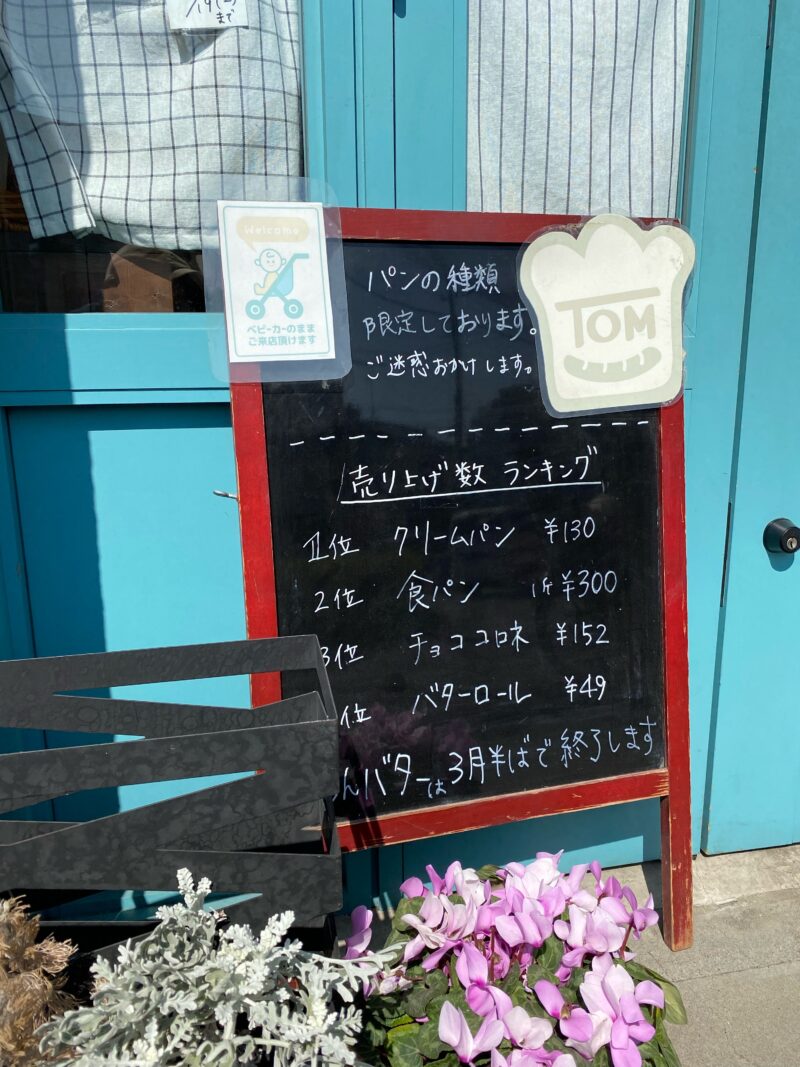 /19(一)
まで
Welcome
ベビーカーのまま
ご来店頂けます
TOM
パンの種類
限定しております。
ご迷惑おかけします。
売り上げ数 ランキング
1位 クリームパン ¥130
2位 食パン 1斤 ¥300
3位 チョココロネ ¥152
位 バターロール ¥49
んバターは3月半ばで終了します